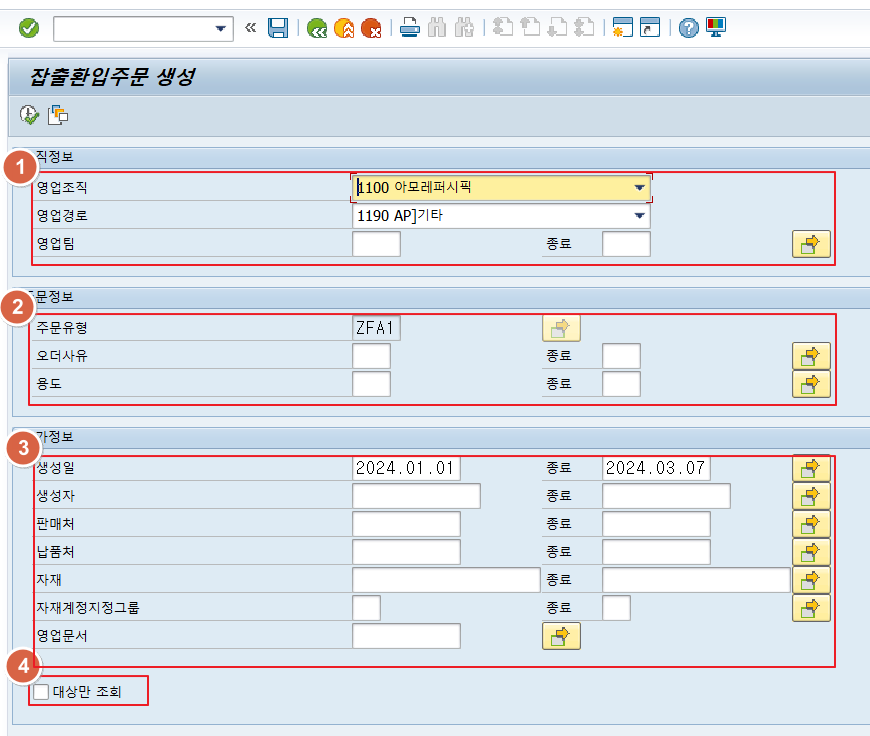 잡출환입주문 생성
1
직정보
영업조직 1100 아모레퍼시픽
영업경로 1190 AP]기타
영업팀 종료
2
문정보
주문유형 ZFA1
오더사유 종료
용도 종료
3
가정보
생성일 2024.01.01 종료 2024.03.07
생성자 종료
판매처 종료
납품처 종료
자재 종료
자재계정지정그룹 종료
영업문서
4
대상만 조회